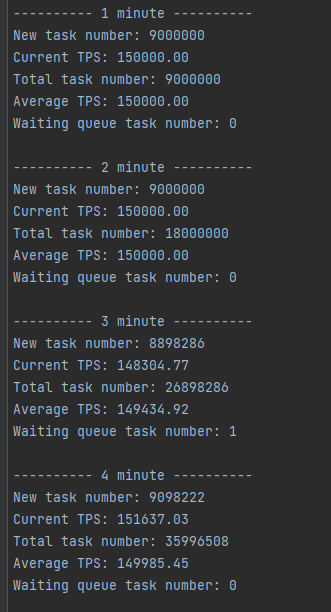 ---------- 1 minute ----------
New task number: 9000000
Current TPS: 150000.00
Total task number: 9000000
Average TPS: 150000.00
Waiting queue task number: 0
---------- 2 minute ----------
New task number: 9000000
Current TPS: 150000.00
Total task number: 18000000
Average TPS: 150000.00
Waiting queue task number: 0
---------- 3 minute ----------
New task number: 8898286
Current TPS: 148304.77
Total task number: 26898286
Average TPS: 149434.92
Waiting queue task number: 1
---------- 4 minute ----------
New task number: 9098222
Current TPS: 151637.03
Total task number: 35996508
Average TPS: 149985.45
Waiting queue task number: 0